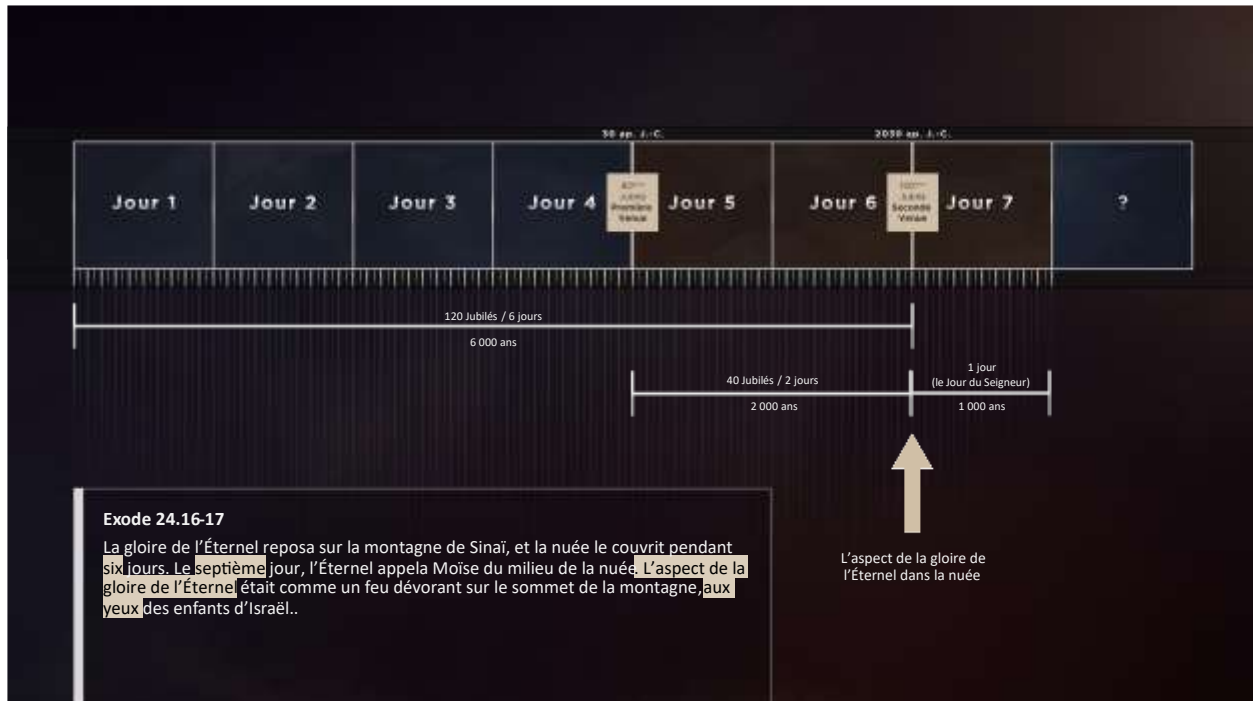 30 ap. J.-C.
2030 ap. J.-C.
Jour 1
Jour 2
Jour 3
Jour 4
Jubilé
Première
Venue
Jour 5
Jour 6
Jubilé
Seconde
Venue
Jour 7
?
120 Jubilés / 6 jours
6 000 ans
40 Jubilés / 2 jours
2 000 ans
1 jour
(le Jour du Seigneur)
1 000 ans
Exode 24.16-17
La gloire de l’Éternel reposa sur la montagne de Sinaï, et la nuée le couvrit pendant
six jours. Le septième jour, l’Éternel appela Moïse du milieu de la nuée. L’aspect de la
gloire de l’Éternel était comme un feu dévorant sur le sommet de la montagne, aux
yeux des enfants d’Israël..
L’aspect de la gloire de
l’Éternel dans la nuée